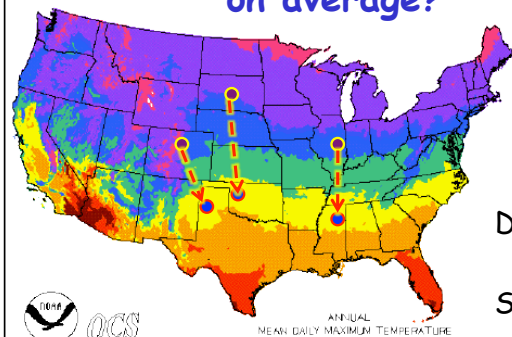 on average?
D
S
NOAA
OCS
ANNUAL
MEAN DAILY MAXIMUM TEMPERATURE